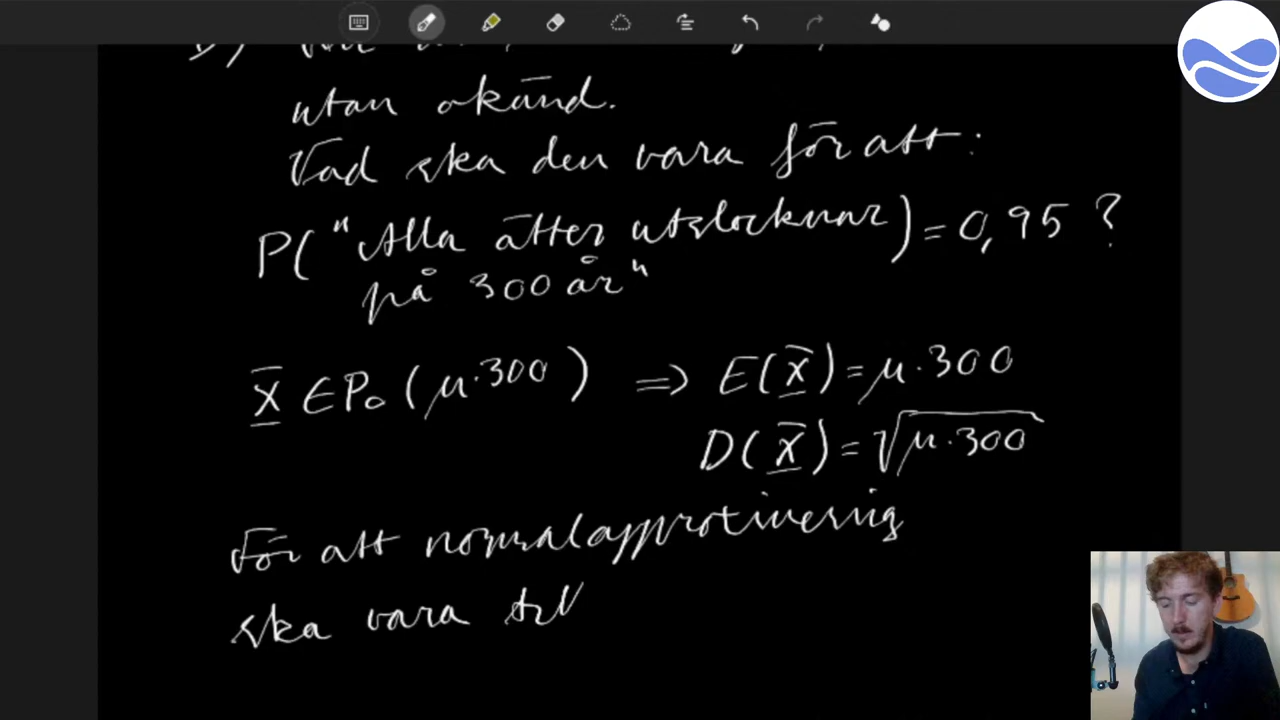 utan okänd.
Vad ska den vara för att:
P("Alla ätter utslocknar) = 0,95 ?
på 300 år"
X ∈ Po(μ·300) ⇒ E(X) = μ·300
D(X) = √μ·300
För att normalapproximering
ska vara till